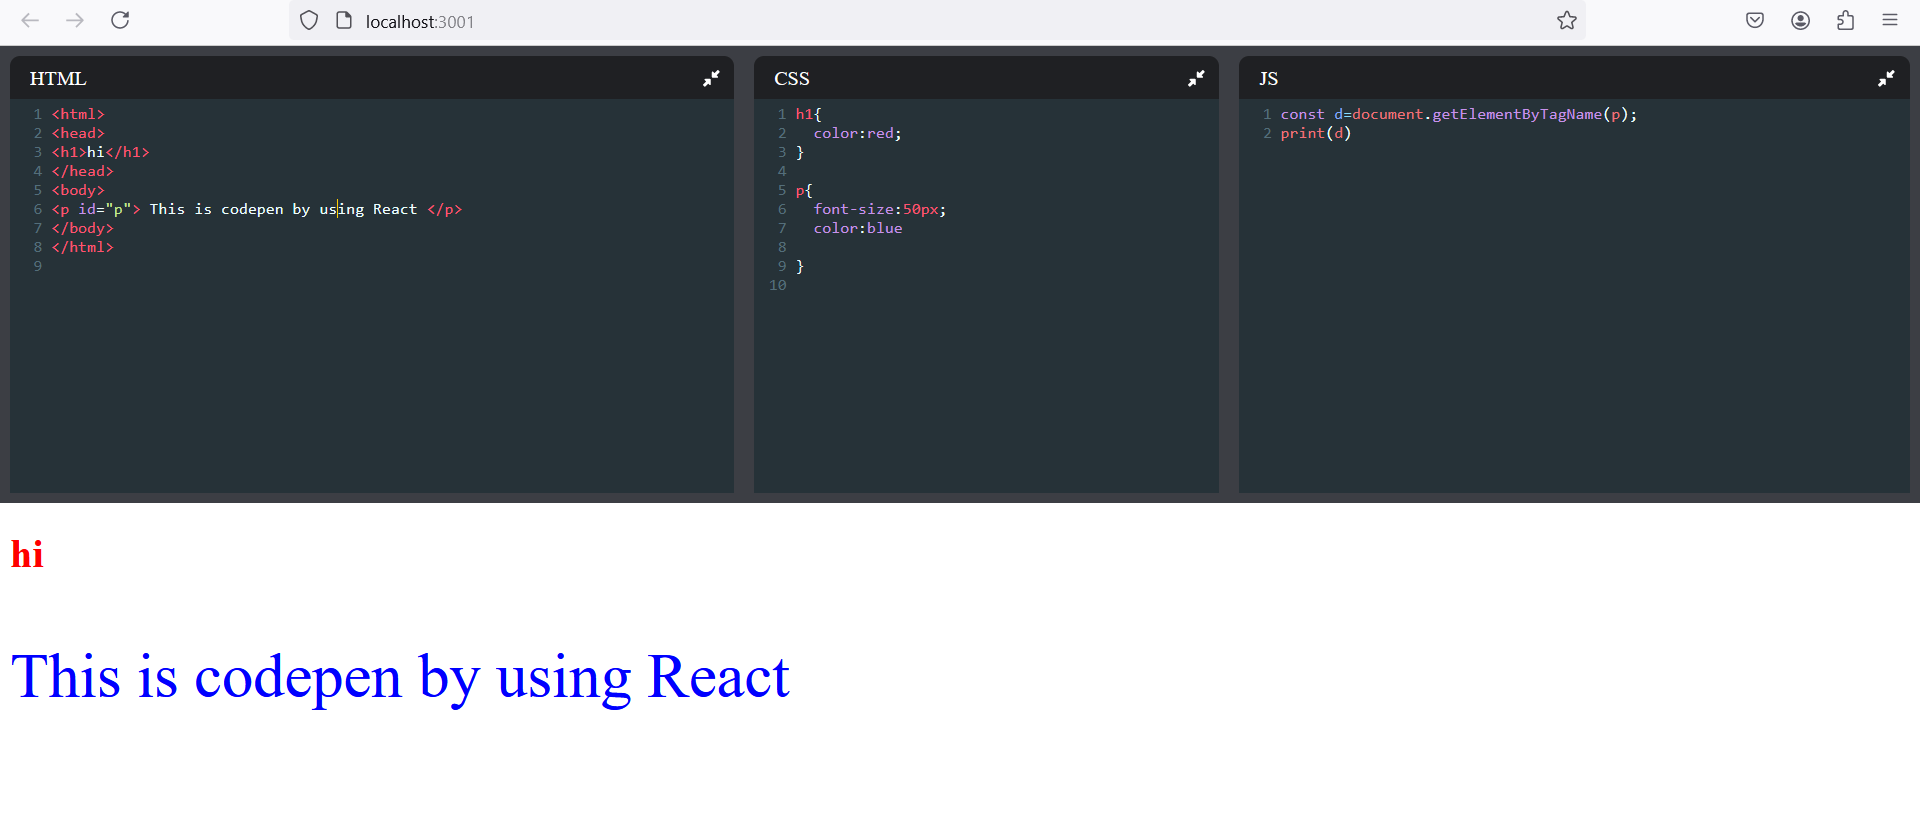 localhost:3001
HTML
1 <html>
2 <head>
3 <h1>hi</h1>
4 </head>
5 <body>
6 <p id="p"> This is codepen by using React </p>
7 </body>
8 </html>
9
CSS
1 h1{
2   color:red;
3 }
4
5 p{
6   font-size:50px;
7   color:blue
8
9 }
10
JS
1 const d=document.getElementByTagName(p);
2 print(d)
hi
This is codepen by using React